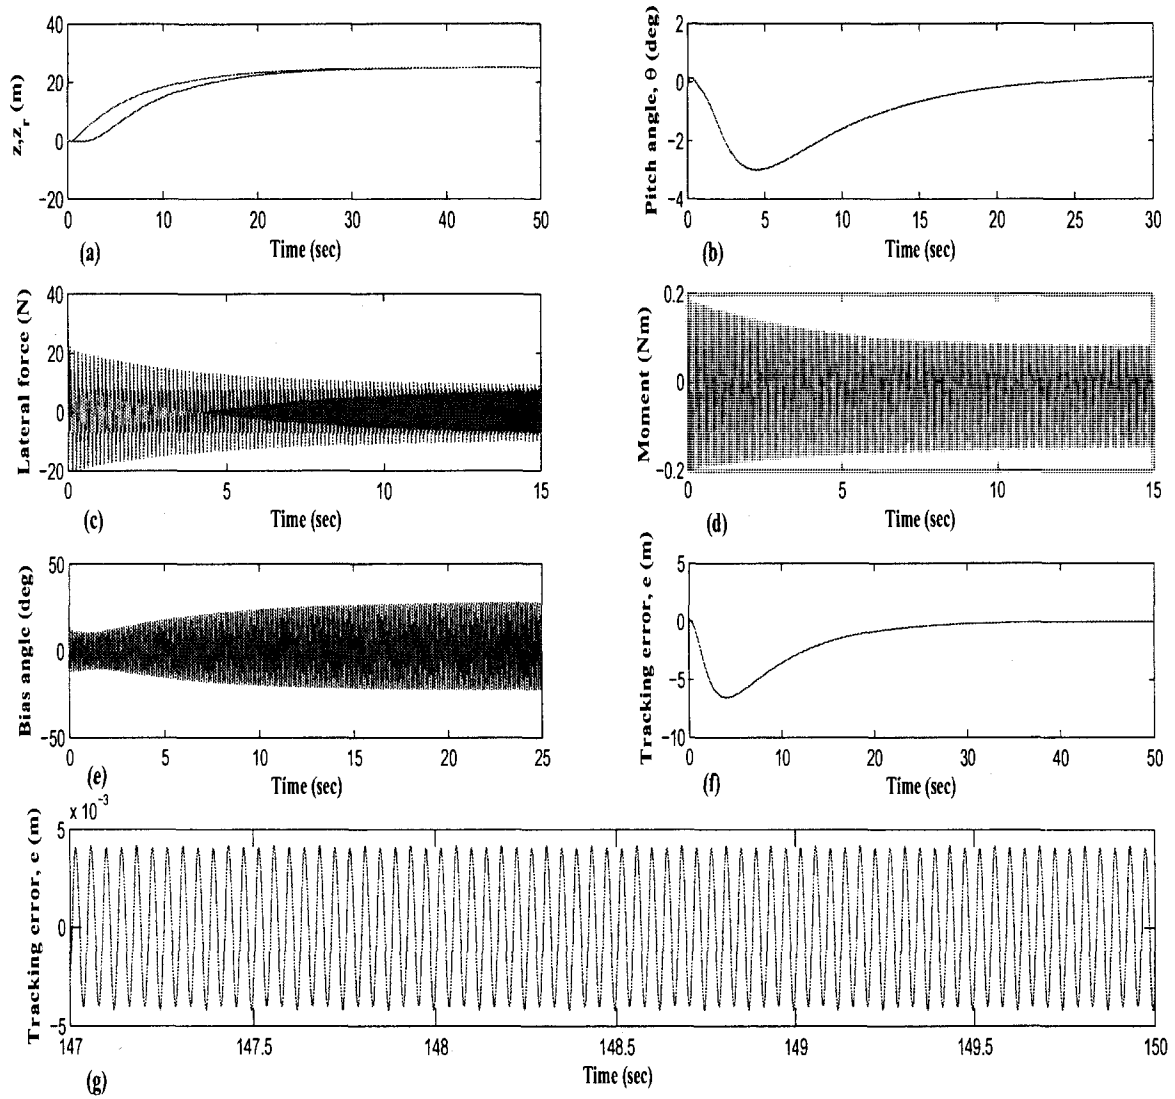 40
20
0
−20
z,z_r (m)
0 10 20 30 40 50
(a)
Time (sec)
2
0
−2
−4
Pitch angle, θ (deg)
0 5 10 15 20 25 30
(b)
Time (sec)
40
20
0
−20
Lateral force (N)
0 5 10 15
(c)
Time (sec)
0.2
0
−0.2
Moment (Nm)
0 5 10 15
(d)
Time (sec)
50
0
−50
Bias angle (deg)
0 5 10 15 20 25
(e)
Time (sec)
5
0
−5
−10
Tracking error, e (m)
0 10 20 30 40 50
(f)
Time (sec)
x 10⁻³
5
0
−5
Tracking error, e (m)
147 147.5 148 148.5 149 149.5 150
(g)
Time (sec)